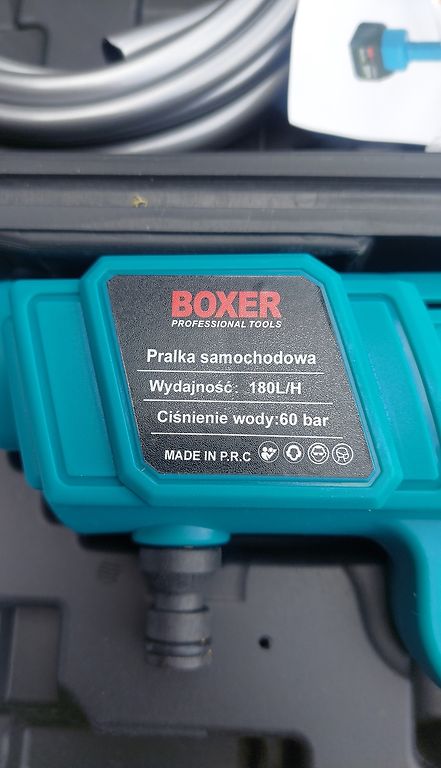 BOXER
PROFESSIONAL TOOLS
Pralka samochodowa
Wydajność: 180L/H
Ciśnienie wody:60 bar
MADE IN P.R.C